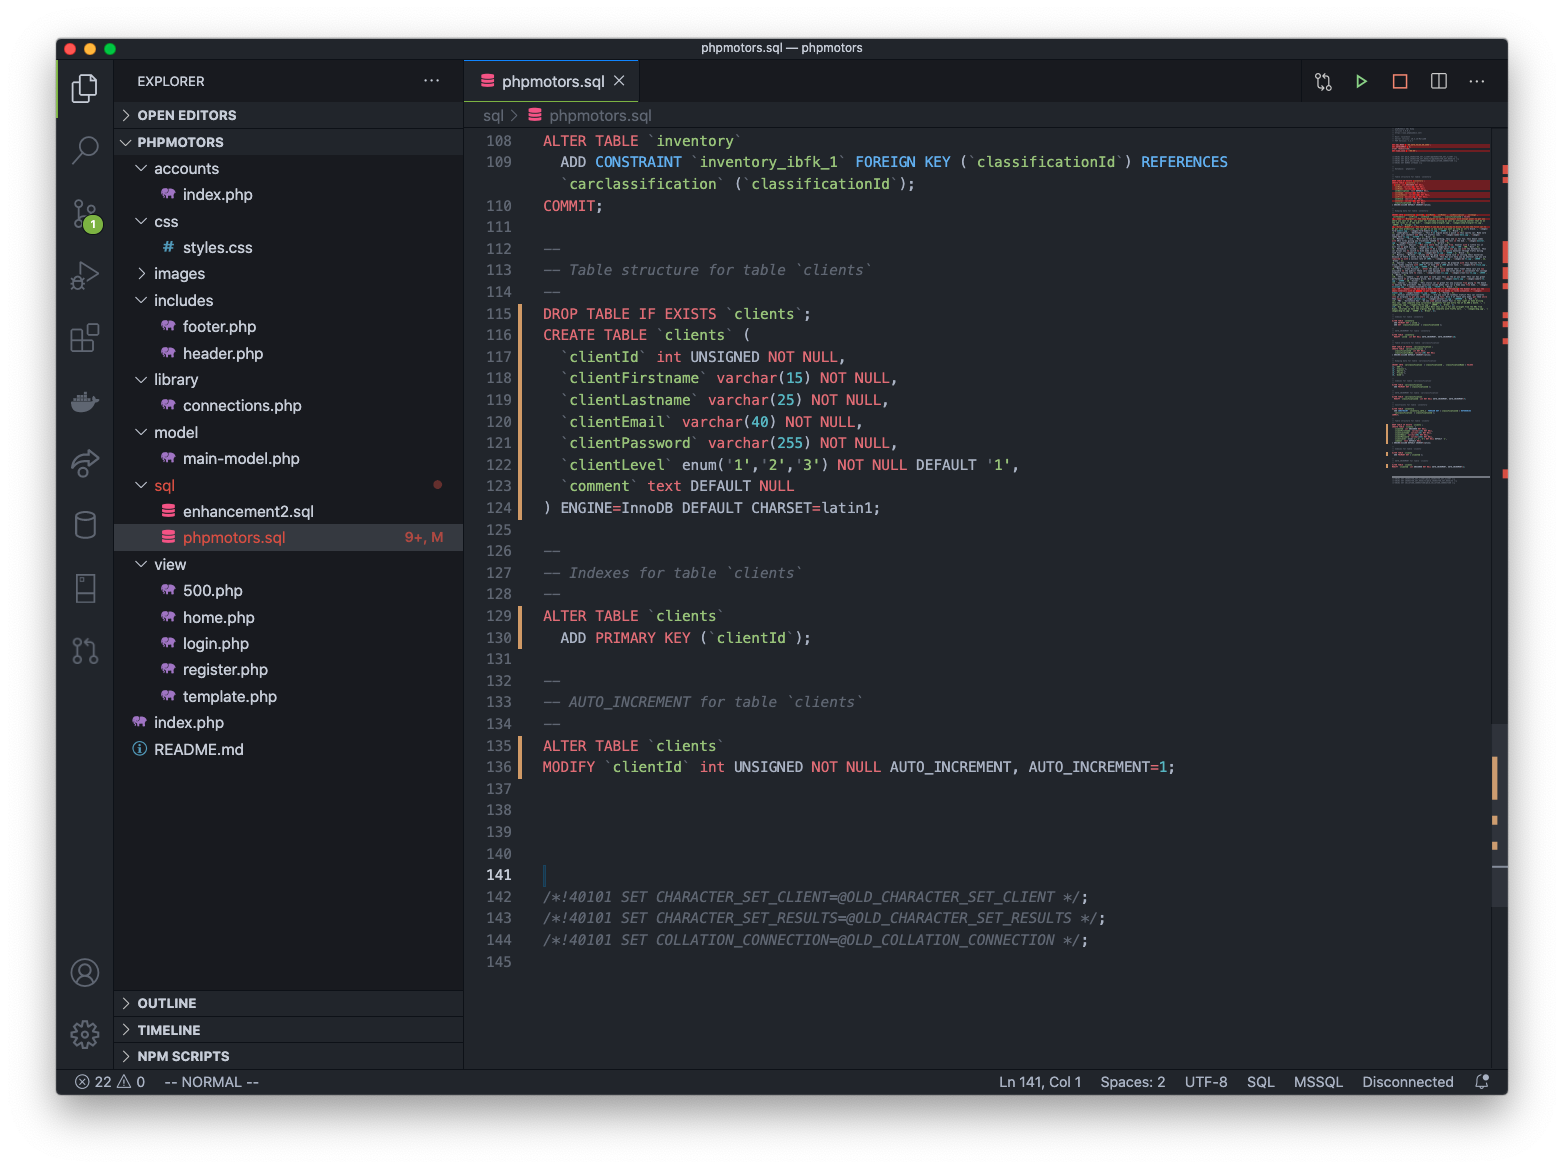 phpmotors.sql — phpmotors
EXPLORER
···
OPEN EDITORS
PHPMOTORS
accounts
index.php
css
# styles.css
images
includes
footer.php
header.php
library
connections.php
model
main-model.php
sql
enhancement2.sql
phpmotors.sql 9+, M
view
500.php
home.php
login.php
register.php
template.php
index.php
README.md
OUTLINE
TIMELINE
NPM SCRIPTS
1
phpmotors.sql
sql > phpmotors.sql
108 ALTER TABLE `inventory`
109 ADD CONSTRAINT `inventory_ibfk_1` FOREIGN KEY (`classificationId`) REFERENCES
`carclassification` (`classificationId`);
110 COMMIT;
111
112 --
113 -- Table structure for table `clients`
114 --
115 DROP TABLE IF EXISTS `clients`;
116 CREATE TABLE `clients` (
117 `clientId` int UNSIGNED NOT NULL,
118 `clientFirstname` varchar(15) NOT NULL,
119 `clientLastname` varchar(25) NOT NULL,
120 `clientEmail` varchar(40) NOT NULL,
121 `clientPassword` varchar(255) NOT NULL,
122 `clientLevel` enum('1','2','3') NOT NULL DEFAULT '1',
123 `comment` text DEFAULT NULL
124 ) ENGINE=InnoDB DEFAULT CHARSET=latin1;
125
126 --
127 -- Indexes for table `clients`
128 --
129 ALTER TABLE `clients`
130 ADD PRIMARY KEY (`clientId`);
131
132 --
133 -- AUTO_INCREMENT for table `clients`
134 --
135 ALTER TABLE `clients`
136 MODIFY `clientId` int UNSIGNED NOT NULL AUTO_INCREMENT, AUTO_INCREMENT=1;
137
138
139
140
141
142 /*!40101 SET CHARACTER_SET_CLIENT=@OLD_CHARACTER_SET_CLIENT */;
143 /*!40101 SET CHARACTER_SET_RESULTS=@OLD_CHARACTER_SET_RESULTS */;
144 /*!40101 SET COLLATION_CONNECTION=@OLD_COLLATION_CONNECTION */;
145
22 0 -- NORMAL -- Ln 141, Col 1 Spaces: 2 UTF-8 SQL MSSQL Disconnected